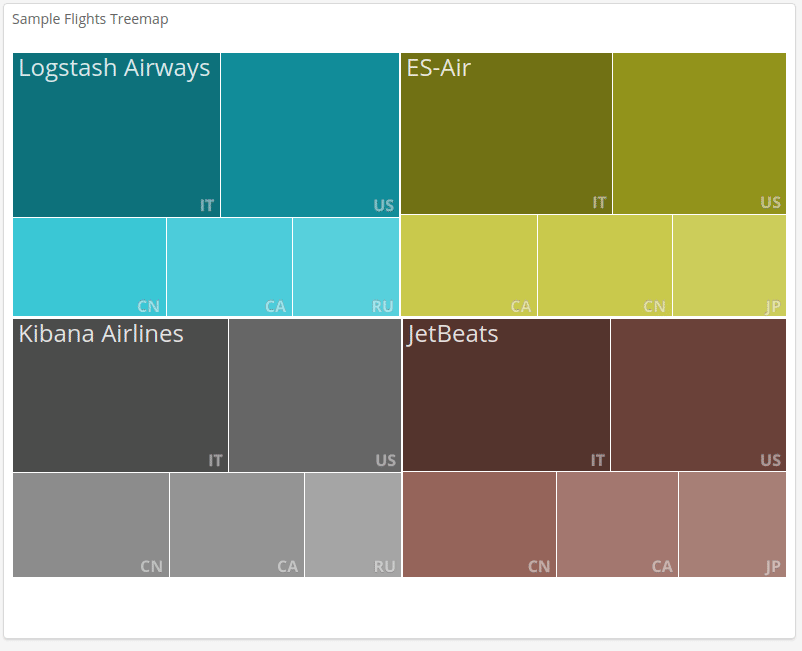 Sample Flights Treemap
Logstash Airways
IT
US
CN
CA
RU
ES-Air
IT
US
CA
CN
JP
Kibana Airlines
IT
US
CN
CA
RU
JetBeats
IT
US
CN
CA
JP